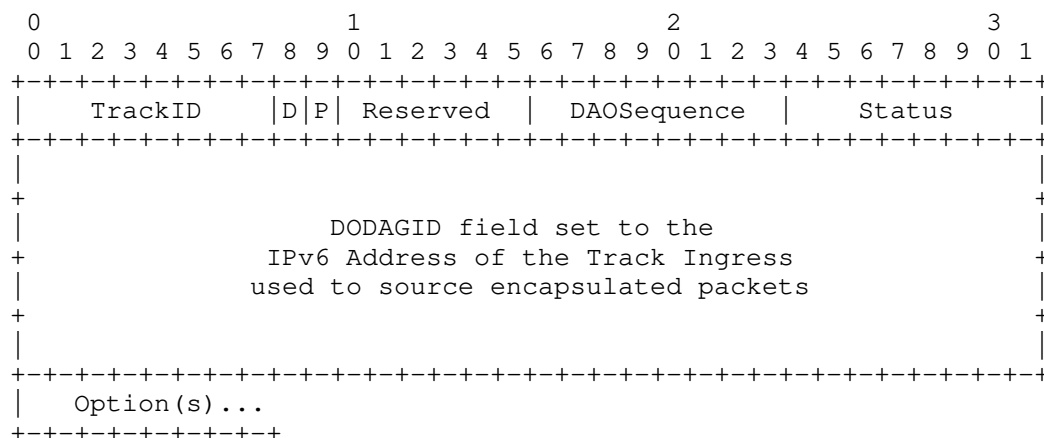 0                   1                   2                   3
 0 1 2 3 4 5 6 7 8 9 0 1 2 3 4 5 6 7 8 9 0 1 2 3 4 5 6 7 8 9 0 1
+-+-+-+-+-+-+-+-+-+-+-+-+-+-+-+-+-+-+-+-+-+-+-+-+-+-+-+-+-+-+-+-+
|    TrackID    |D|P| Reserved  |  DAOSequence  |    Status     |
+-+-+-+-+-+-+-+-+-+-+-+-+-+-+-+-+-+-+-+-+-+-+-+-+-+-+-+-+-+-+-+-+
|                                                               |
+                                                               +
|                   DODAGID field set to the                    |
+               IPv6 Address of the Track Ingress               +
|              used to source encapsulated packets              |
+                                                               +
|                                                               |
+-+-+-+-+-+-+-+-+-+-+-+-+-+-+-+-+-+-+-+-+-+-+-+-+-+-+-+-+-+-+-+-+
|   Option(s)...
+-+-+-+-+-+-+-+-+